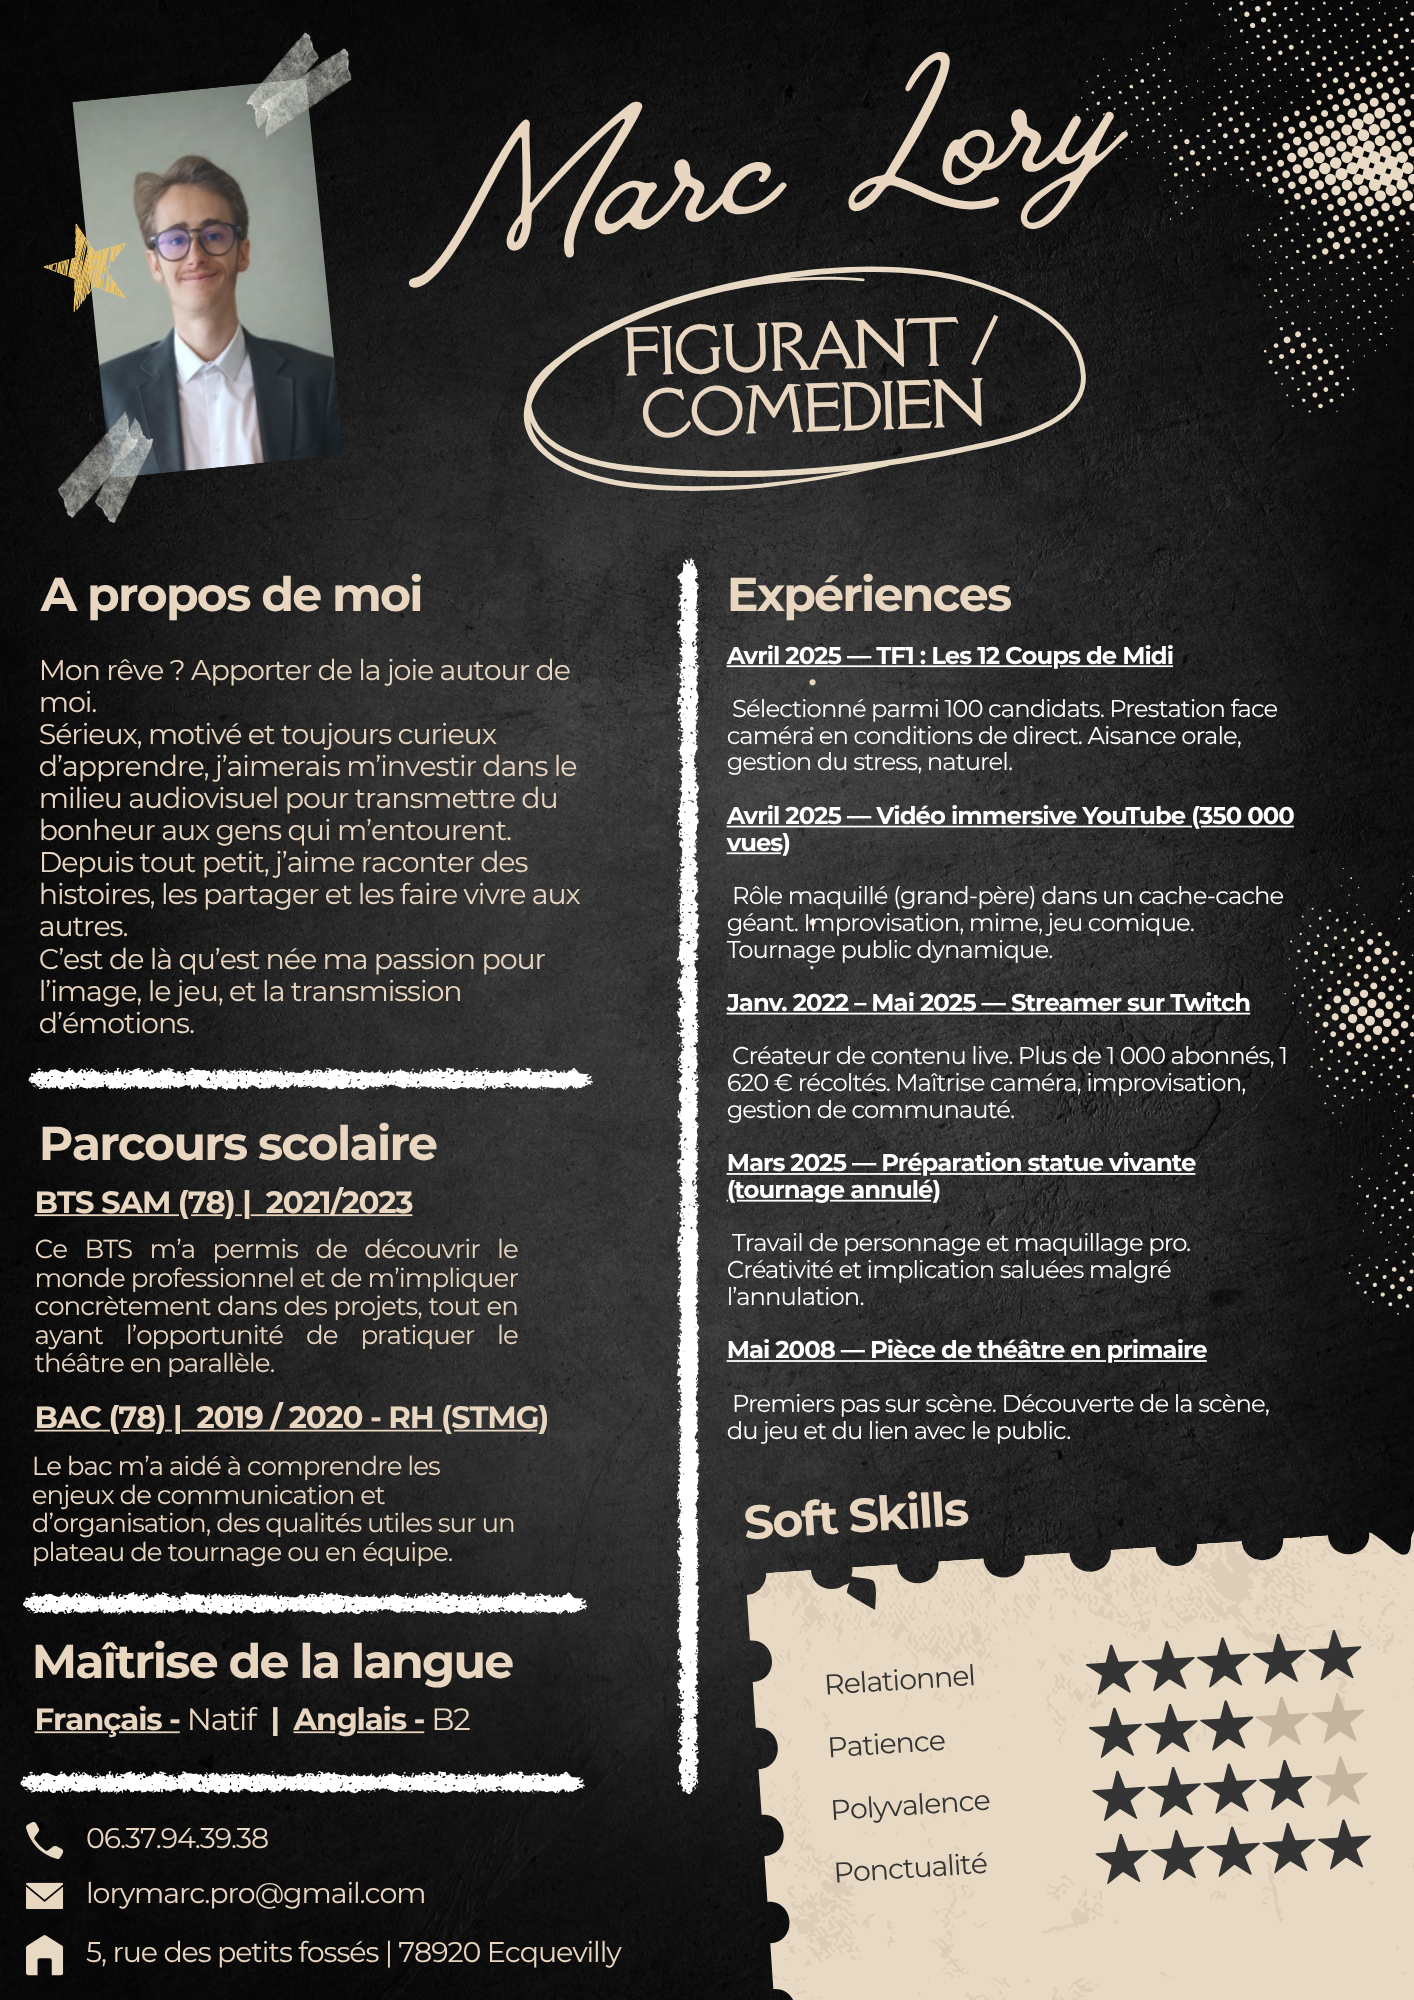 Marc Lory
FIGURANT /
COMEDIEN
A propos de moi
Mon rêve ? Apporter de la joie autour de
moi.
Sérieux, motivé et toujours curieux
d’apprendre, j’aimerais m’investir dans le
milieu audiovisuel pour transmettre du
bonheur aux gens qui m’entourent.
Depuis tout petit, j’aime raconter des
histoires, les partager et les faire vivre aux
autres.
C’est de là qu’est née ma passion pour
l’image, le jeu, et la transmission
d’émotions.
Parcours scolaire
BTS SAM (78) | 2021/2023
Ce BTS m’a permis de découvrir le
monde professionnel et de m’impliquer
concrètement dans des projets, tout en
ayant l’opportunité de pratiquer le
théâtre en parallèle.
BAC (78) | 2019 / 2020 - RH (STMG)
Le bac m’a aidé à comprendre les
enjeux de communication et
d’organisation, des qualités utiles sur un
plateau de tournage ou en équipe.
Maîtrise de la langue
Français - Natif | Anglais - B2
06.37.94.39.38
lorymarc.pro@gmail.com
5, rue des petits fossés | 78920 Ecquevilly
Expériences
Avril 2025 — TF1 : Les 12 Coups de Midi
Sélectionné parmi 100 candidats. Prestation face
caméra en conditions de direct. Aisance orale,
gestion du stress, naturel.
Avril 2025 — Vidéo immersive YouTube (350 000
vues)
Rôle maquillé (grand-père) dans un cache-cache
géant. Improvisation, mime, jeu comique.
Tournage public dynamique.
Janv. 2022 – Mai 2025 — Streamer sur Twitch
Créateur de contenu live. Plus de 1 000 abonnés, 1
620 € récoltés. Maîtrise caméra, improvisation,
gestion de communauté.
Mars 2025 — Préparation statue vivante
(tournage annulé)
Travail de personnage et maquillage pro.
Créativité et implication saluées malgré
l’annulation.
Mai 2008 — Pièce de théâtre en primaire
Premiers pas sur scène. Découverte de la scène,
du jeu et du lien avec le public.
Soft Skills
Relationnel
Patience
Polyvalence
Ponctualité